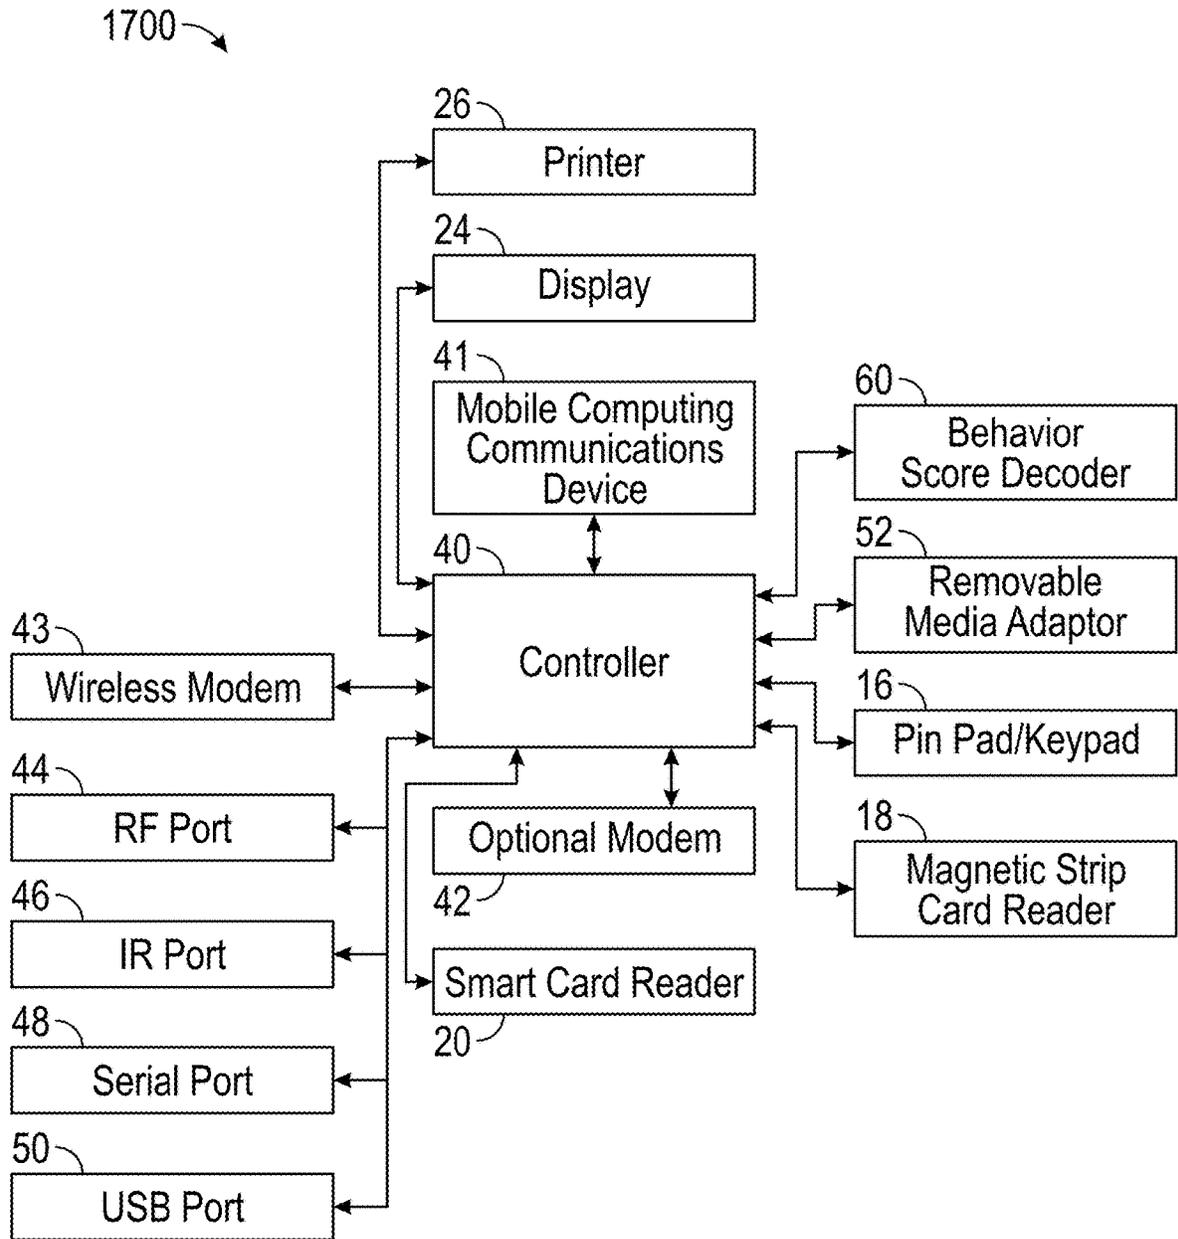 1700
26
Printer
24
Display
41
Mobile Computing
Communications
Device
60
Behavior
Score Decoder
40
Controller
52
Removable
Media Adaptor
43
Wireless Modem
16
Pin Pad/Keypad
44
RF Port
Optional Modem
42
18
Magnetic Strip
Card Reader
46
IR Port
Smart Card Reader
20
48
Serial Port
50
USB Port